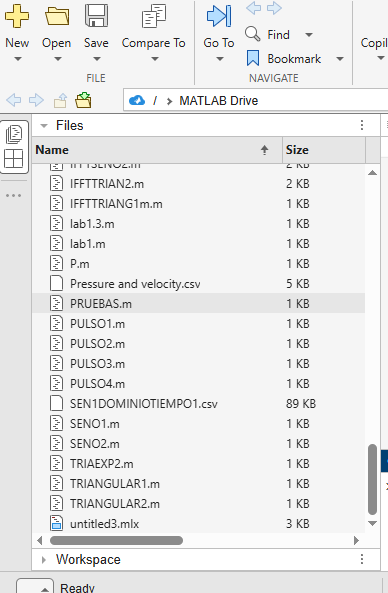 New Open Save Compare To Go To Find Copil
Bookmark
FILE NAVIGATE
/ > MATLAB Drive
Files
Name Size
IFFTSENO2.m 2 KB
IFFTTRIAN2.m 2 KB
IFFTTRIANG1m.m 1 KB
lab1.3.m 1 KB
lab1.m 1 KB
P.m 1 KB
Pressure and velocity.csv 5 KB
PRUEBAS.m 1 KB
PULSO1.m 1 KB
PULSO2.m 1 KB
PULSO3.m 1 KB
PULSO4.m 1 KB
SEN1DOMINIOTIEMPO1.csv 89 KB
SENO1.m 1 KB
SENO2.m 1 KB
TRIAEXP2.m 1 KB
TRIANGULAR1.m 1 KB
TRIANGULAR2.m 1 KB
untitled3.mlx 3 KB
Workspace
Ready